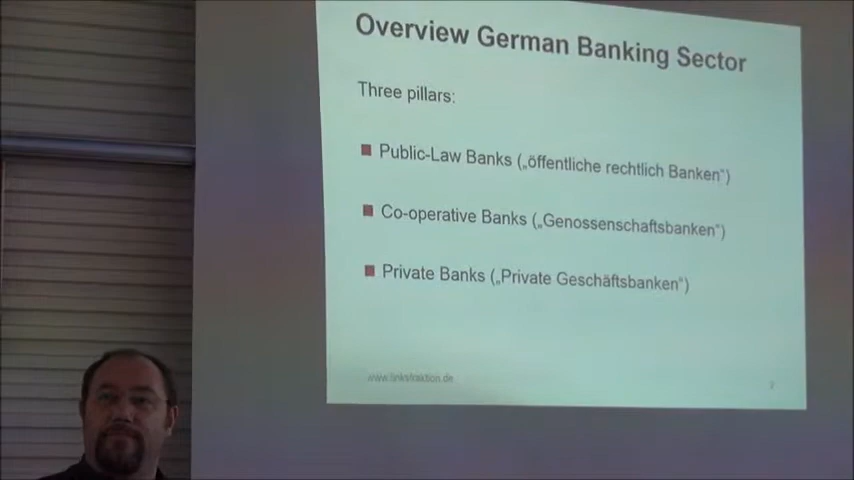 Overview German Banking Sector
Three pillars:
Public-Law Banks („öffentliche rechtlich Banken“)
Co-operative Banks („Genossenschaftsbanken“)
Private Banks („Private Geschäftsbanken“)
www.linksfraktion.de
2